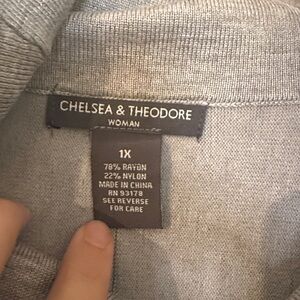 CHELSEA & THEODORE
WOMAN
1X
78% RAYON
22% NYLON
MADE IN CHINA
RN 93178
SEE REVERSE
FOR CARE